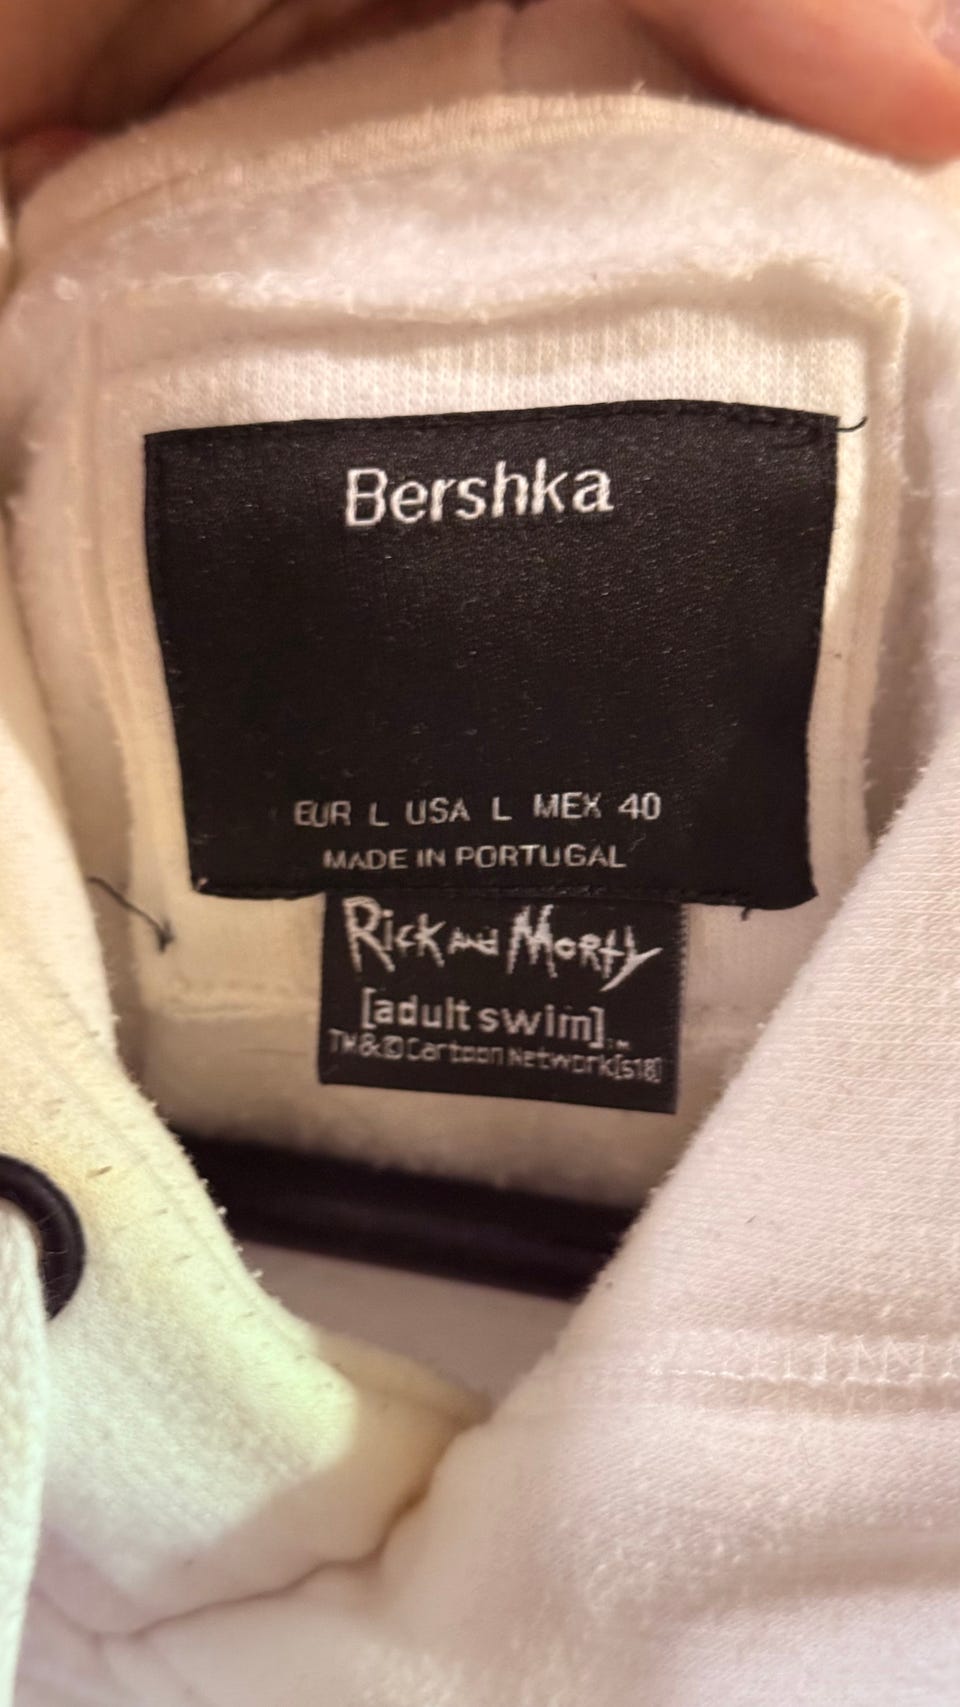 Bershka
EUR L USA L MEX 40
MADE IN PORTUGAL
Rick and Morty
[adult swim]™
TM&©Cartoon Network[s18]